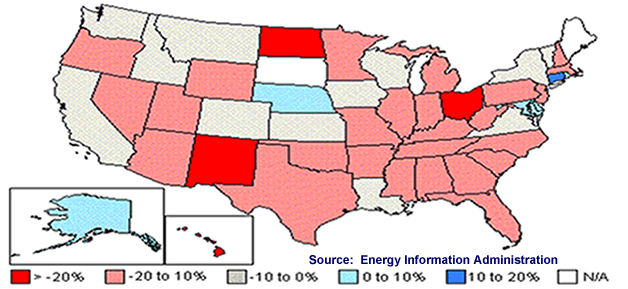 Source: Energy Information Administration
> -20% -20 to 10% -10 to 0% 0 to 10% 10 to 20% N/A